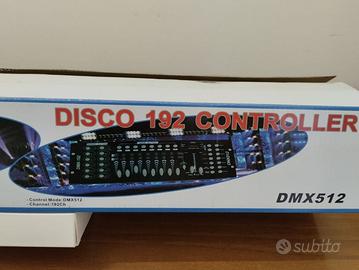 DISCO 192 CONTROLLER
- Control Mode:DMX512
- Channel:192Ch
DMX512
subito